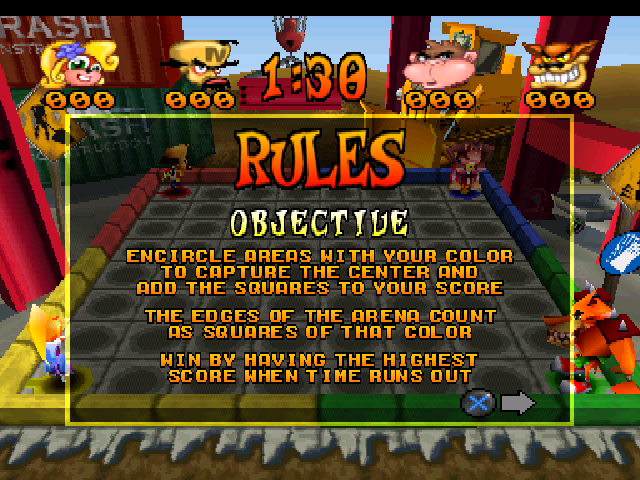 RASH
1:30
000 000 000 000
RULES
OBJECTIVE
ENCIRCLE AREAS WITH YOUR COLOR
TO CAPTURE THE CENTER AND
ADD THE SQUARES TO YOUR SCORE
THE EDGES OF THE ARENA COUNT
AS SQUARES OF THAT COLOR
WIN BY HAVING THE HIGHEST
SCORE WHEN TIME RUNS OUT